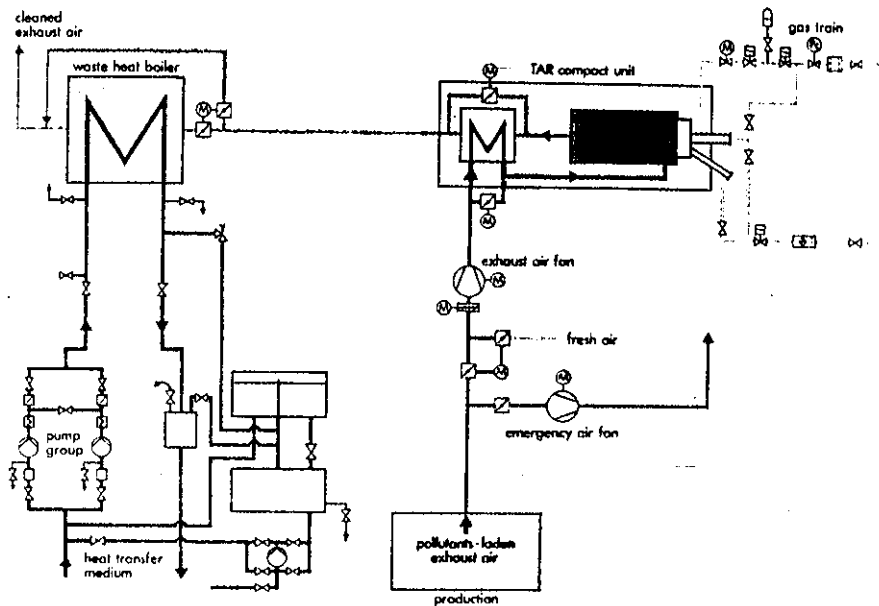 cleaned
exhaust air
waste heat boiler
TAR compact unit
gas train
M
M
M
M
exhaust air fan
M
M
fresh air
M
M
emergency air fan
pump
group
heat transfer
medium
pollutants - laden
exhaust air
production